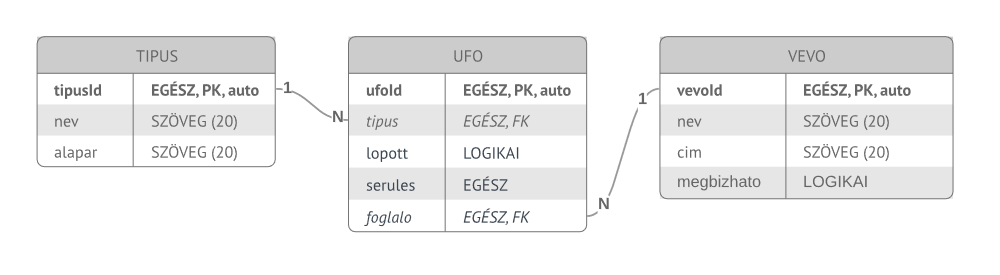 TIPUS
tipusId EGÉSZ, PK, auto
nev SZÖVEG (20)
alapar SZÖVEG (20)
1
N
UFO
ufoId EGÉSZ, PK, auto
tipus EGÉSZ, FK
lopott LOGIKAI
serules EGÉSZ
foglalo EGÉSZ, FK
1
N
VEVO
vevoId EGÉSZ, PK, auto
nev SZÖVEG (20)
cim SZÖVEG (20)
megbizhato LOGIKAI